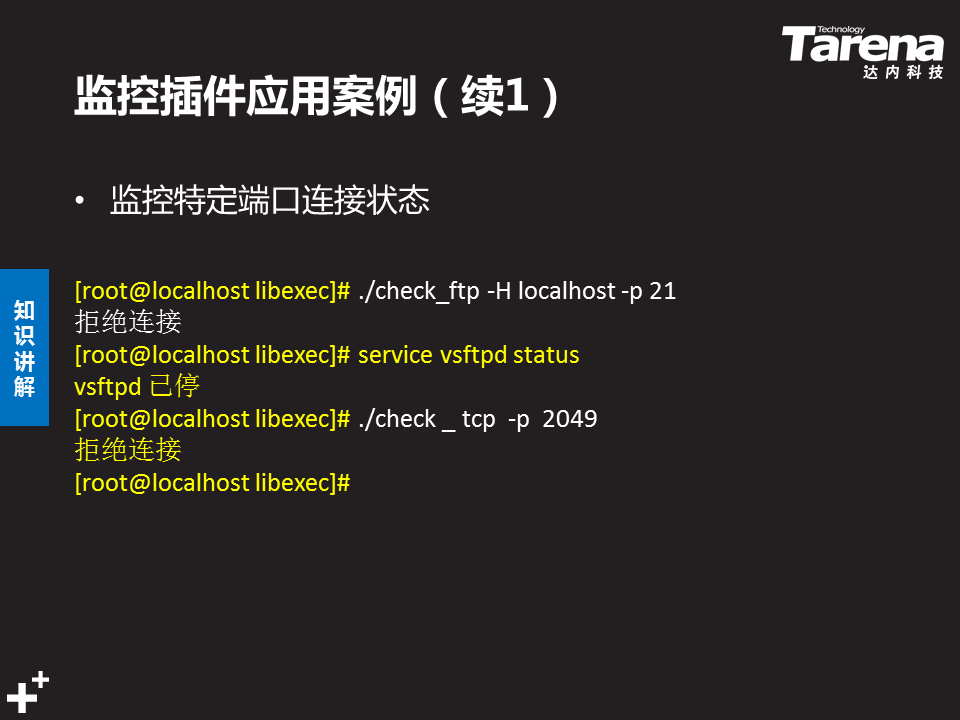 Technology
Tarena
达内科技
监控插件应用案例（续1）
• 监控特定端口连接状态
知识讲解
[root@localhost libexec]# ./check_ftp -H localhost -p 21
拒绝连接
[root@localhost libexec]# service vsftpd status
vsftpd 已停
[root@localhost libexec]# ./check _ tcp -p 2049
拒绝连接
[root@localhost libexec]#